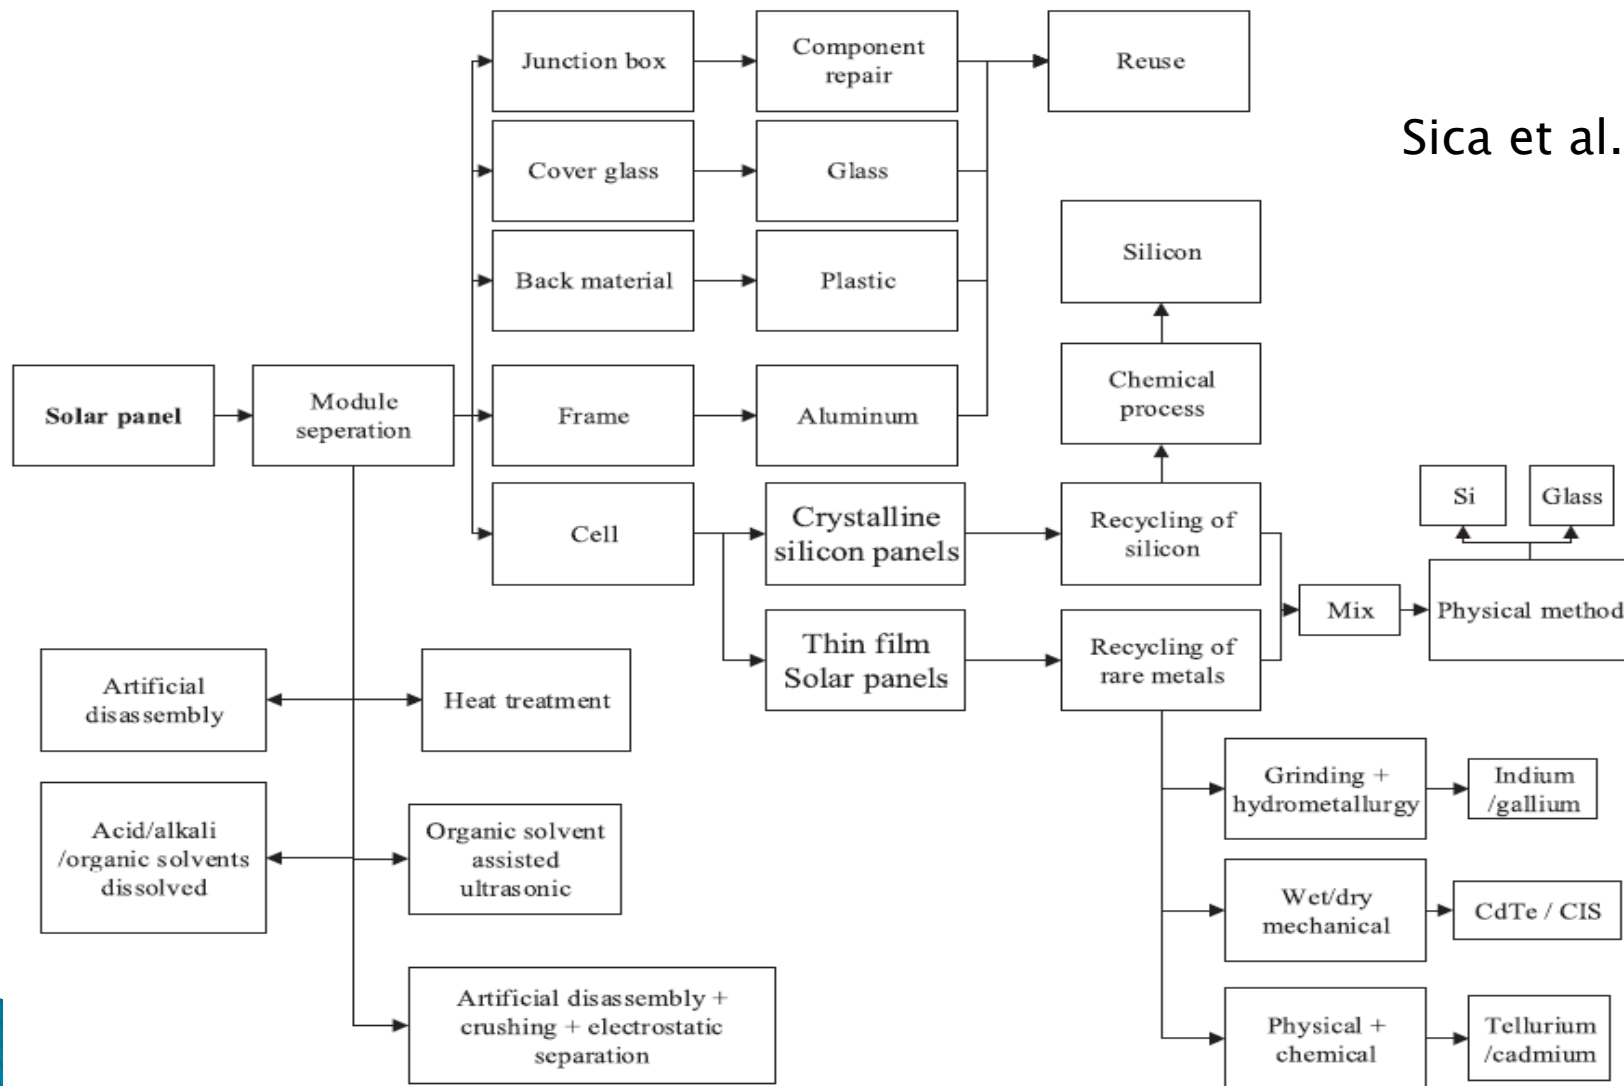 Junction box
Component
repair
Reuse
Sica et al.
Cover glass
Glass
Back material
Plastic
Silicon
Solar panel
Module
seperation
Frame
Aluminum
Chemical
process
Cell
Crystalline
silicon panels
Recycling of
silicon
Si
Glass
Thin film
Solar panels
Recycling of
rare metals
Mix
Physical method
Artificial
disassembly
Heat treatment
Acid/alkali
/organic solvents
dissolved
Organic solvent
assisted
ultrasonic
Artificial disassembly +
crushing + electrostatic
separation
Grinding +
hydrometallurgy
Indium
/gallium
Wet/dry
mechanical
CdTe / CIS
Physical +
chemical
Tellurium
/cadmium